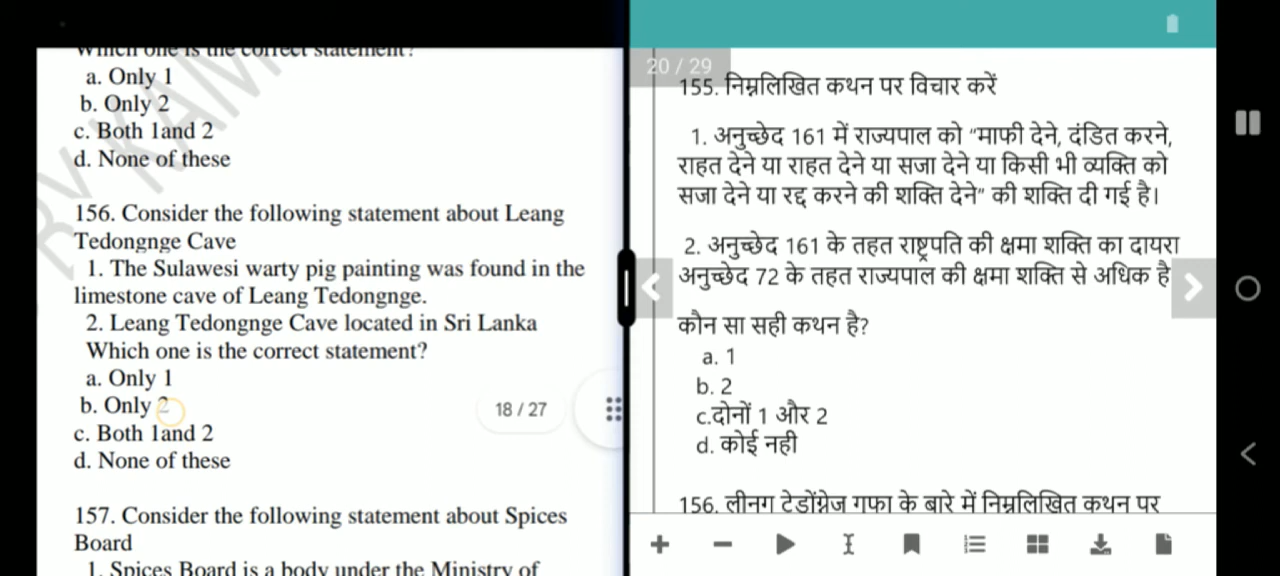 Which one is the correct statement?
a. Only 1
b. Only 2
c. Both 1and 2
d. None of these
156. Consider the following statement about Leang
Tedongnge Cave
1. The Sulawesi warty pig painting was found in the
limestone cave of Leang Tedongnge.
2. Leang Tedongnge Cave located in Sri Lanka
Which one is the correct statement?
a. Only 1
b. Only 2
c. Both 1and 2
d. None of these
18 / 27
157. Consider the following statement about Spices
Board
1. Spices Board is a body under the Ministry of
20 / 29
155. निम्नलिखित कथन पर विचार करें
1. अनुच्छेद 161 में राज्यपाल को “माफी देने, दंडित करने,
राहत देने या राहत देने या सजा देने या किसी भी व्यक्ति को
सजा देने या रद्द करने की शक्ति देने” की शक्ति दी गई है।
2. अनुच्छेद 161 के तहत राष्ट्रपति की क्षमा शक्ति का दायरा
अनुच्छेद 72 के तहत राज्यपाल की क्षमा शक्ति से अधिक है
कौन सा सही कथन है?
a. 1
b. 2
c.दोनों 1 और 2
d. कोई नही
156. लीनग टेडोंग्नेज गफा के बारे में निम्नलिखित कथन पर